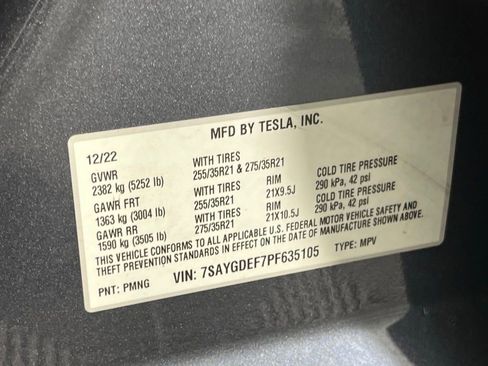 MFD BY TESLA, INC.
12/22
GVWR WITH TIRES
2382 kg (5252 lb) 255/35R21 & 275/35R21
GAWR FRT WITH TIRES RIM COLD TIRE PRESSURE
1363 kg (3004 lb) 255/35R21 21X9.5J 290 kPa, 42 psi
GAWR RR WITH TIRES RIM COLD TIRE PRESSURE
1590 kg (3505 lb) 275/35R21 21X10.5J 290 kPa, 42 psi
THIS VEHICLE CONFORMS TO ALL APPLICABLE U.S. FEDERAL MOTOR VEHICLE SAFETY AND
THEFT PREVENTION STANDARDS IN EFFECT ON THE DATE OF MANUFACTURE SHOWN ABOVE.
PNT: PMNG VIN: 7SAYGDEF7PF635105 TYPE: MPV